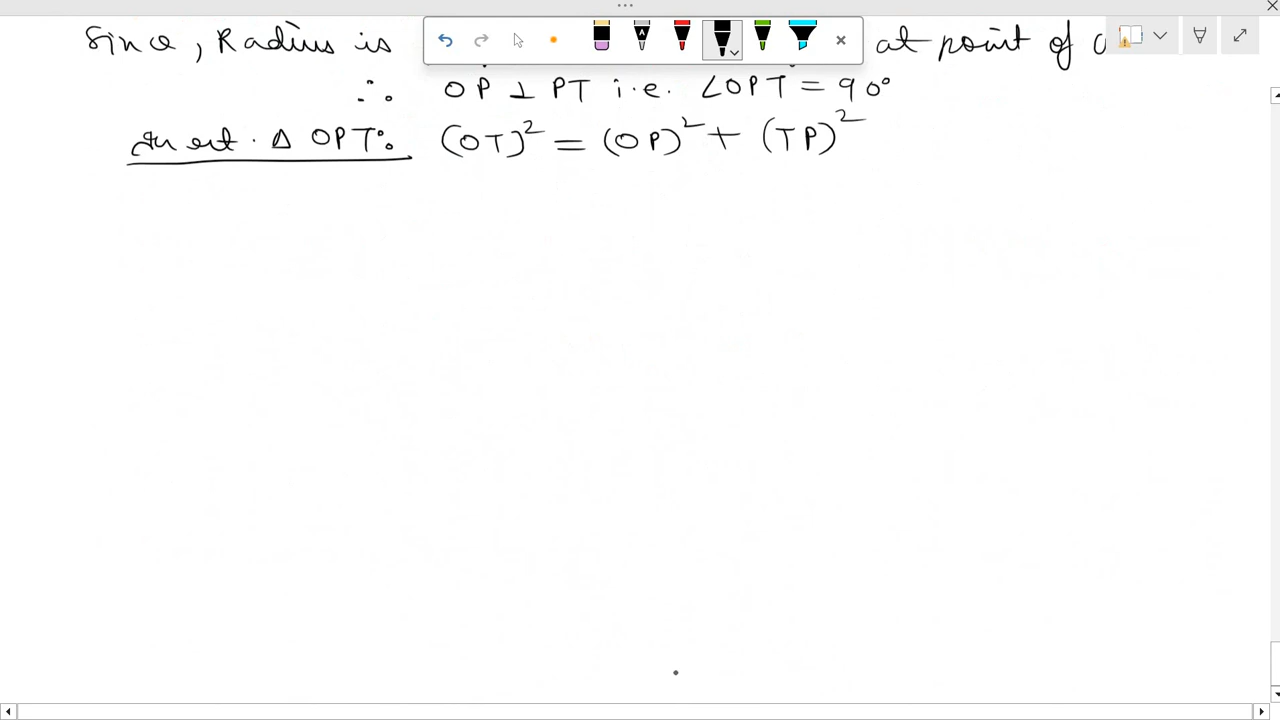 Since, Radius is at point of
∴ OP ⊥ PT i.e. ∠OPT = 90°
In rt. Δ OPT: (OT)² = (OP)² + (TP)²